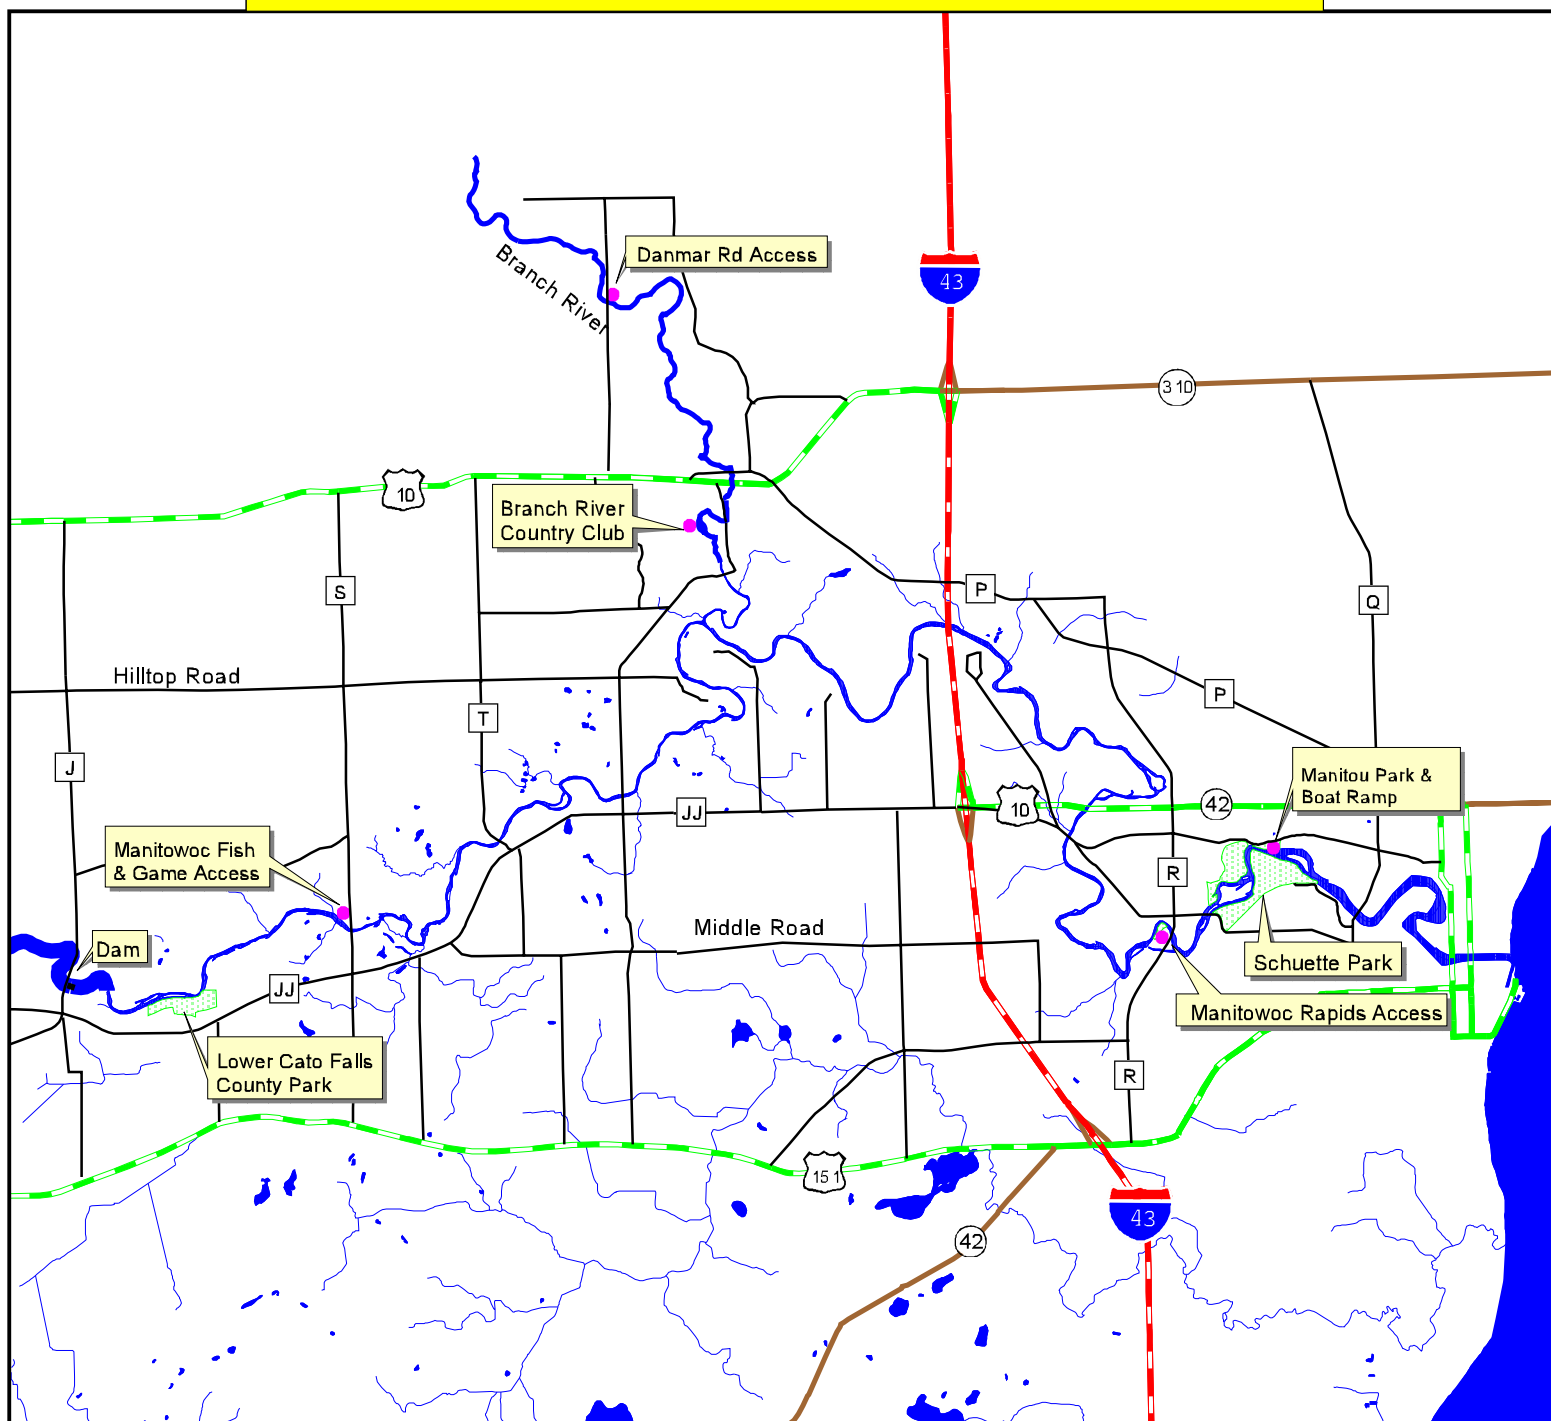 Danmar Rd Access
Branch River
43
310
10
Branch River
Country Club
S
P
Q
Hilltop Road
P
T
J
Manitou Park &
Boat Ramp
10
42
JJ
Manitowoc Fish
& Game Access
R
Middle Road
Dam
Schuette Park
JJ
Manitowoc Rapids Access
Lower Cato Falls
County Park
R
151
43
42